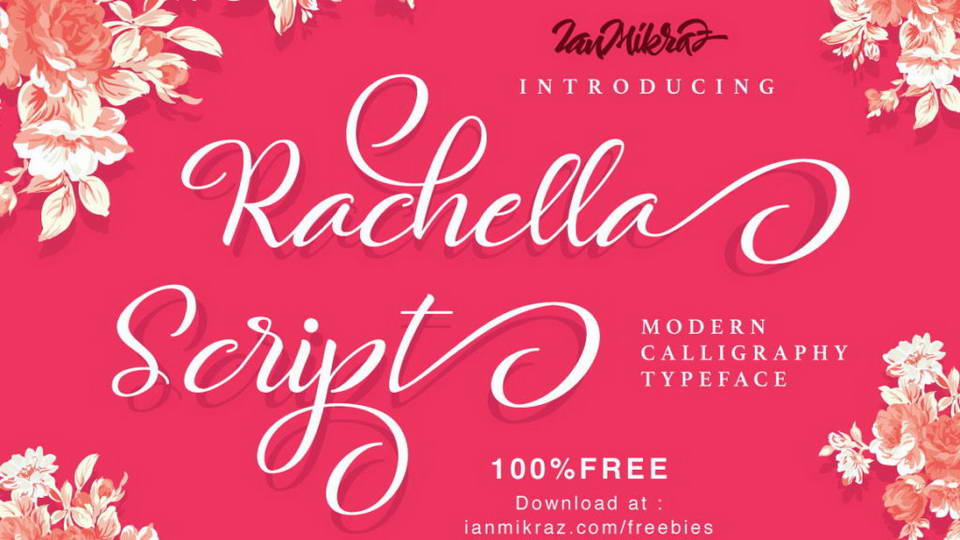 IanMikraz
INTRODUCING
Rachella
Script
MODERN
CALLIGRAPHY
TYPEFACE
100%FREE
Download at :
ianmikraz.com/freebies